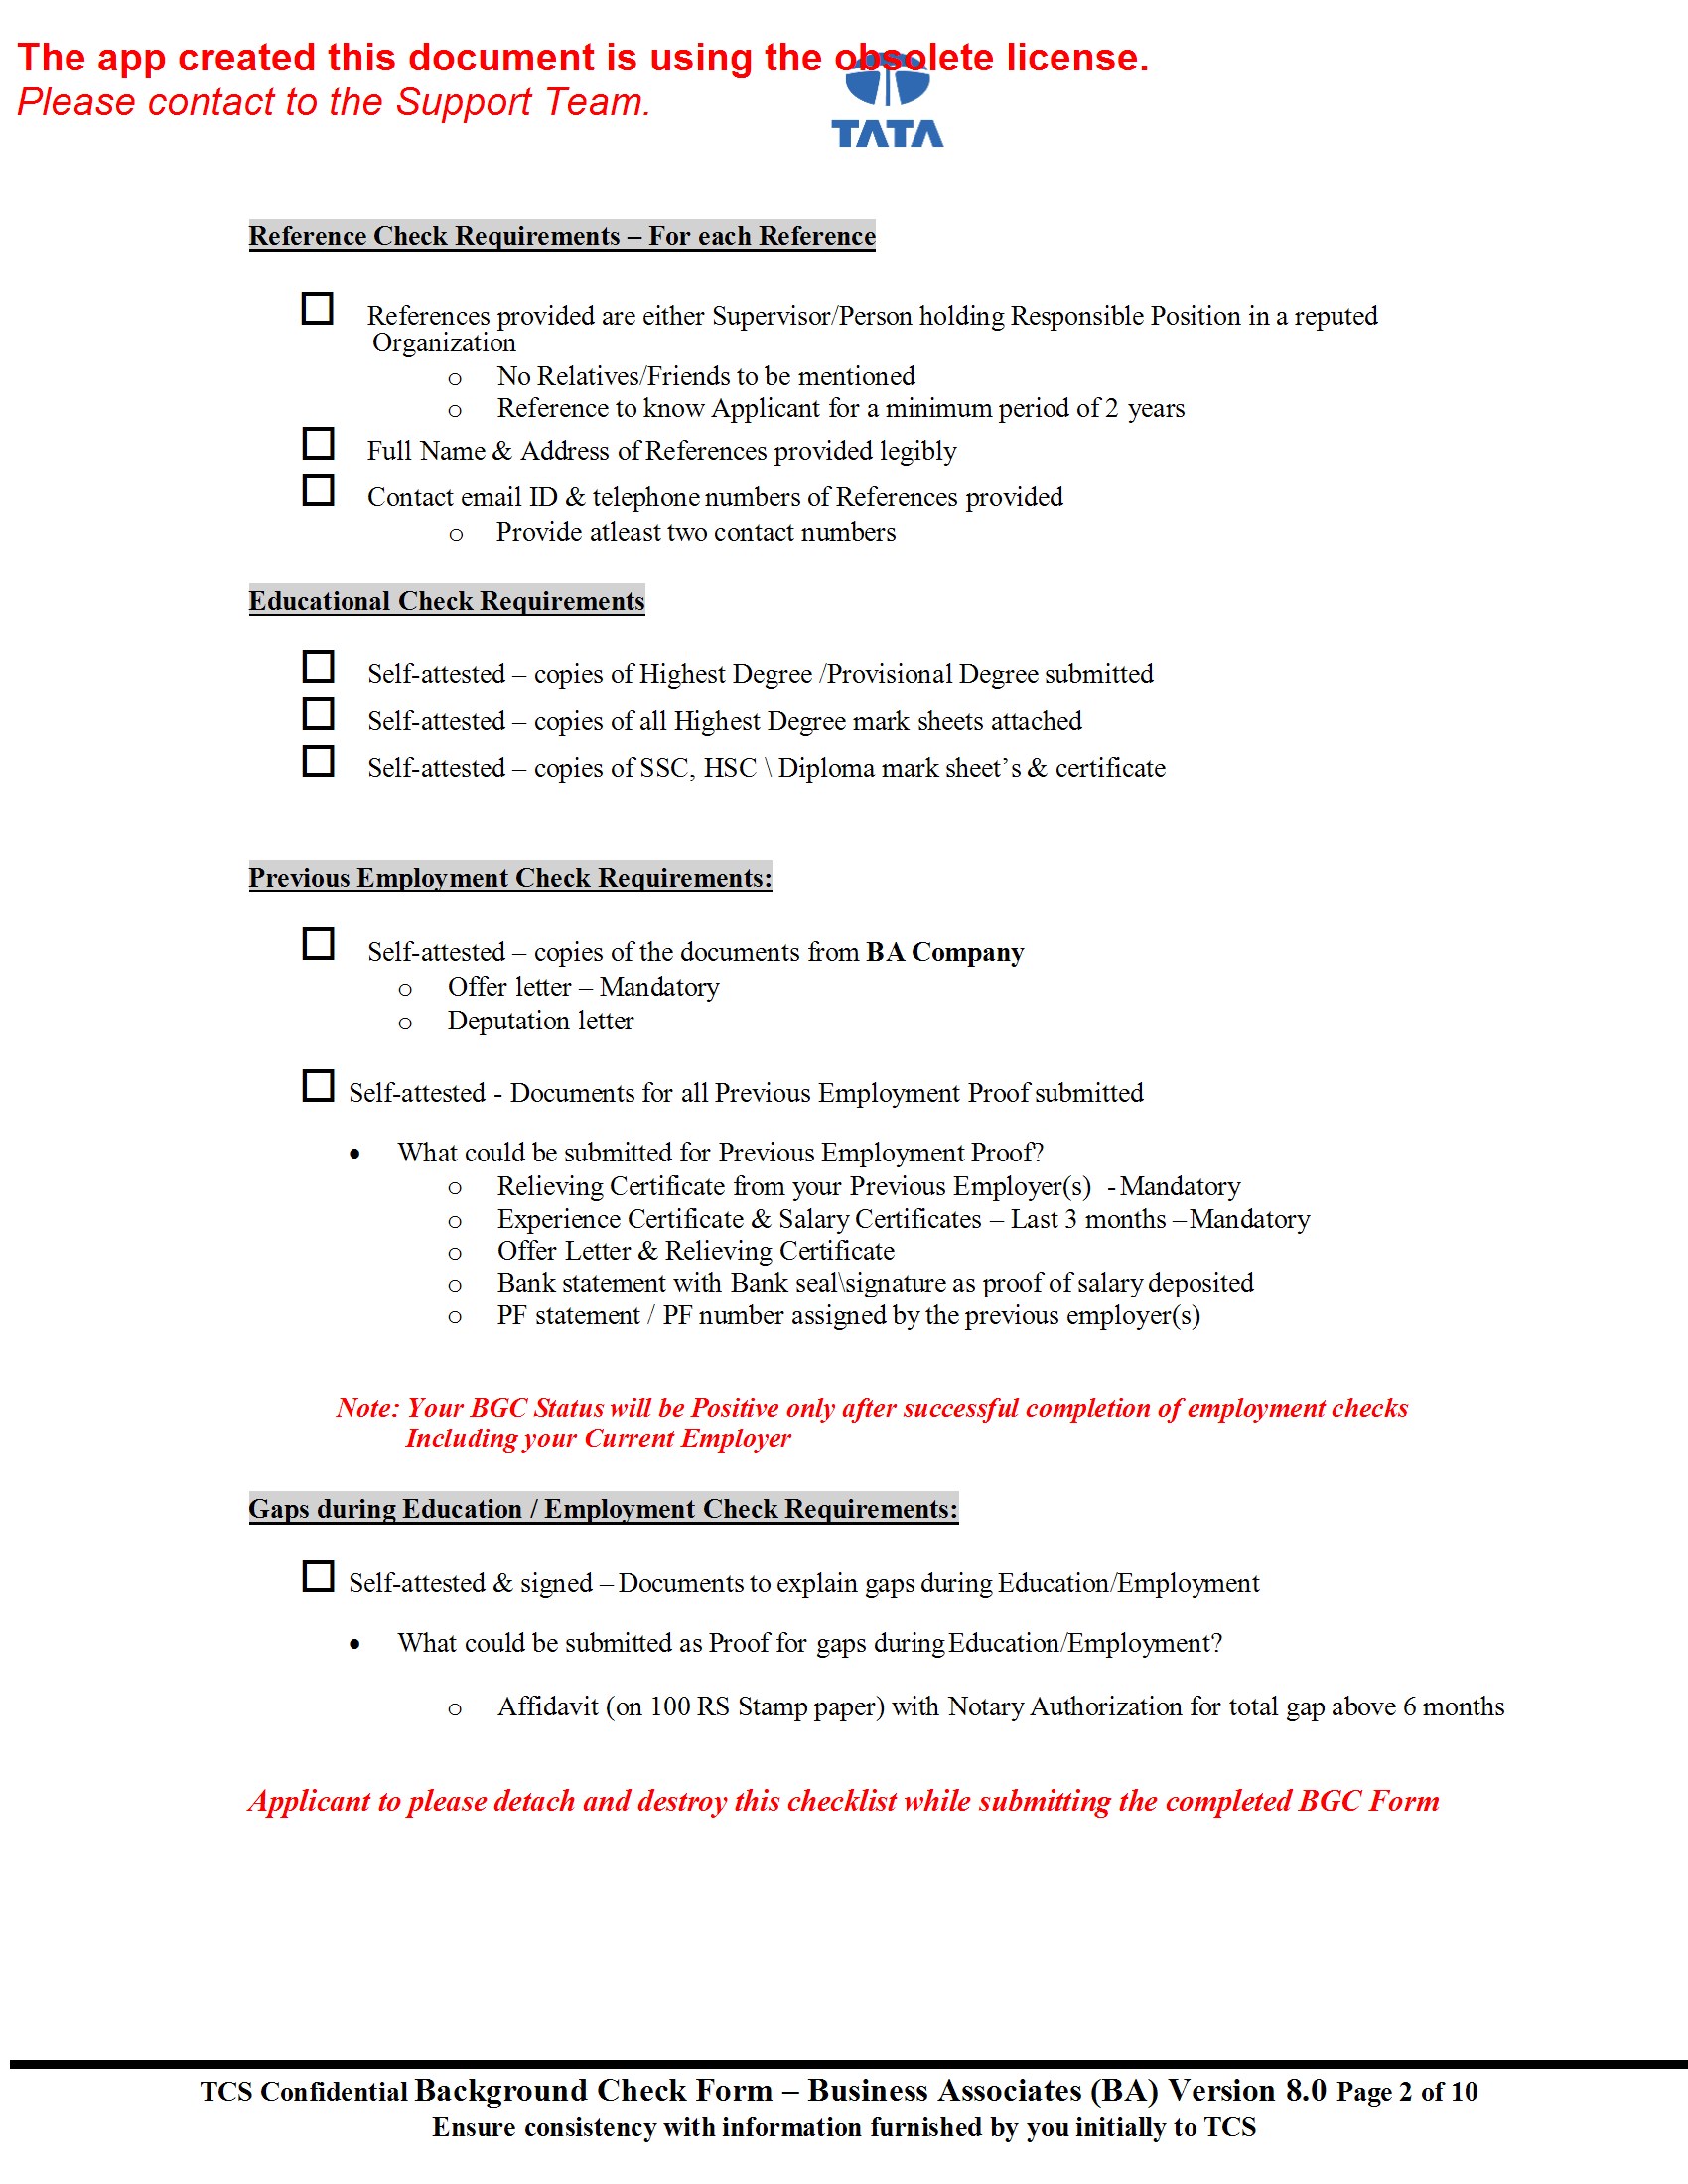 The app created this document is using the obsolete license.
Please contact to the Support Team.
TATA
Reference Check Requirements – For each Reference
References provided are either Supervisor/Person holding Responsible Position in a reputed
Organization
o No Relatives/Friends to be mentioned
o Reference to know Applicant for a minimum period of 2 years
Full Name & Address of References provided legibly
Contact email ID & telephone numbers of References provided
o Provide atleast two contact numbers
Educational Check Requirements
Self-attested – copies of Highest Degree /Provisional Degree submitted
Self-attested – copies of all Highest Degree mark sheets attached
Self-attested – copies of SSC, HSC \ Diploma mark sheet’s & certificate
Previous Employment Check Requirements:
Self-attested – copies of the documents from BA Company
o Offer letter – Mandatory
o Deputation letter
Self-attested - Documents for all Previous Employment Proof submitted
• What could be submitted for Previous Employment Proof?
o Relieving Certificate from your Previous Employer(s) - Mandatory
o Experience Certificate & Salary Certificates – Last 3 months – Mandatory
o Offer Letter & Relieving Certificate
o Bank statement with Bank seal\signature as proof of salary deposited
o PF statement / PF number assigned by the previous employer(s)
Note: Your BGC Status will be Positive only after successful completion of employment checks
Including your Current Employer
Gaps during Education / Employment Check Requirements:
Self-attested & signed – Documents to explain gaps during Education/Employment
• What could be submitted as Proof for gaps during Education/Employment?
o Affidavit (on 100 RS Stamp paper) with Notary Authorization for total gap above 6 months
Applicant to please detach and destroy this checklist while submitting the completed BGC Form
TCS Confidential Background Check Form – Business Associates (BA) Version 8.0 Page 2 of 10
Ensure consistency with information furnished by you initially to TCS